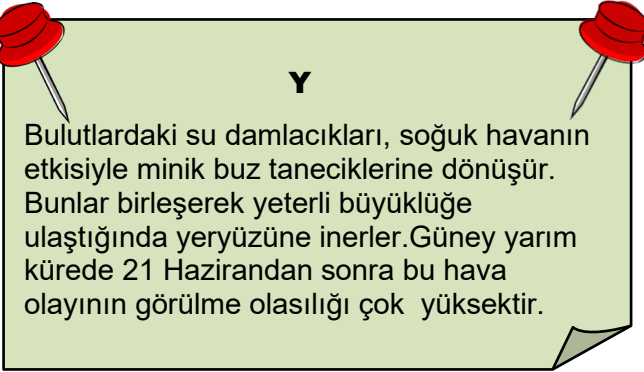 Y
Bulutlardaki su damlacıkları, soğuk havanın
etkisiyle minik buz taneciklerine dönüşür.
Bunlar birleşerek yeterli büyüklüğe
ulaştığında yeryüzüne inerler.Güney yarım
kürede 21 Hazirandan sonra bu hava
olayının görülme olasılığı çok  yüksektir.